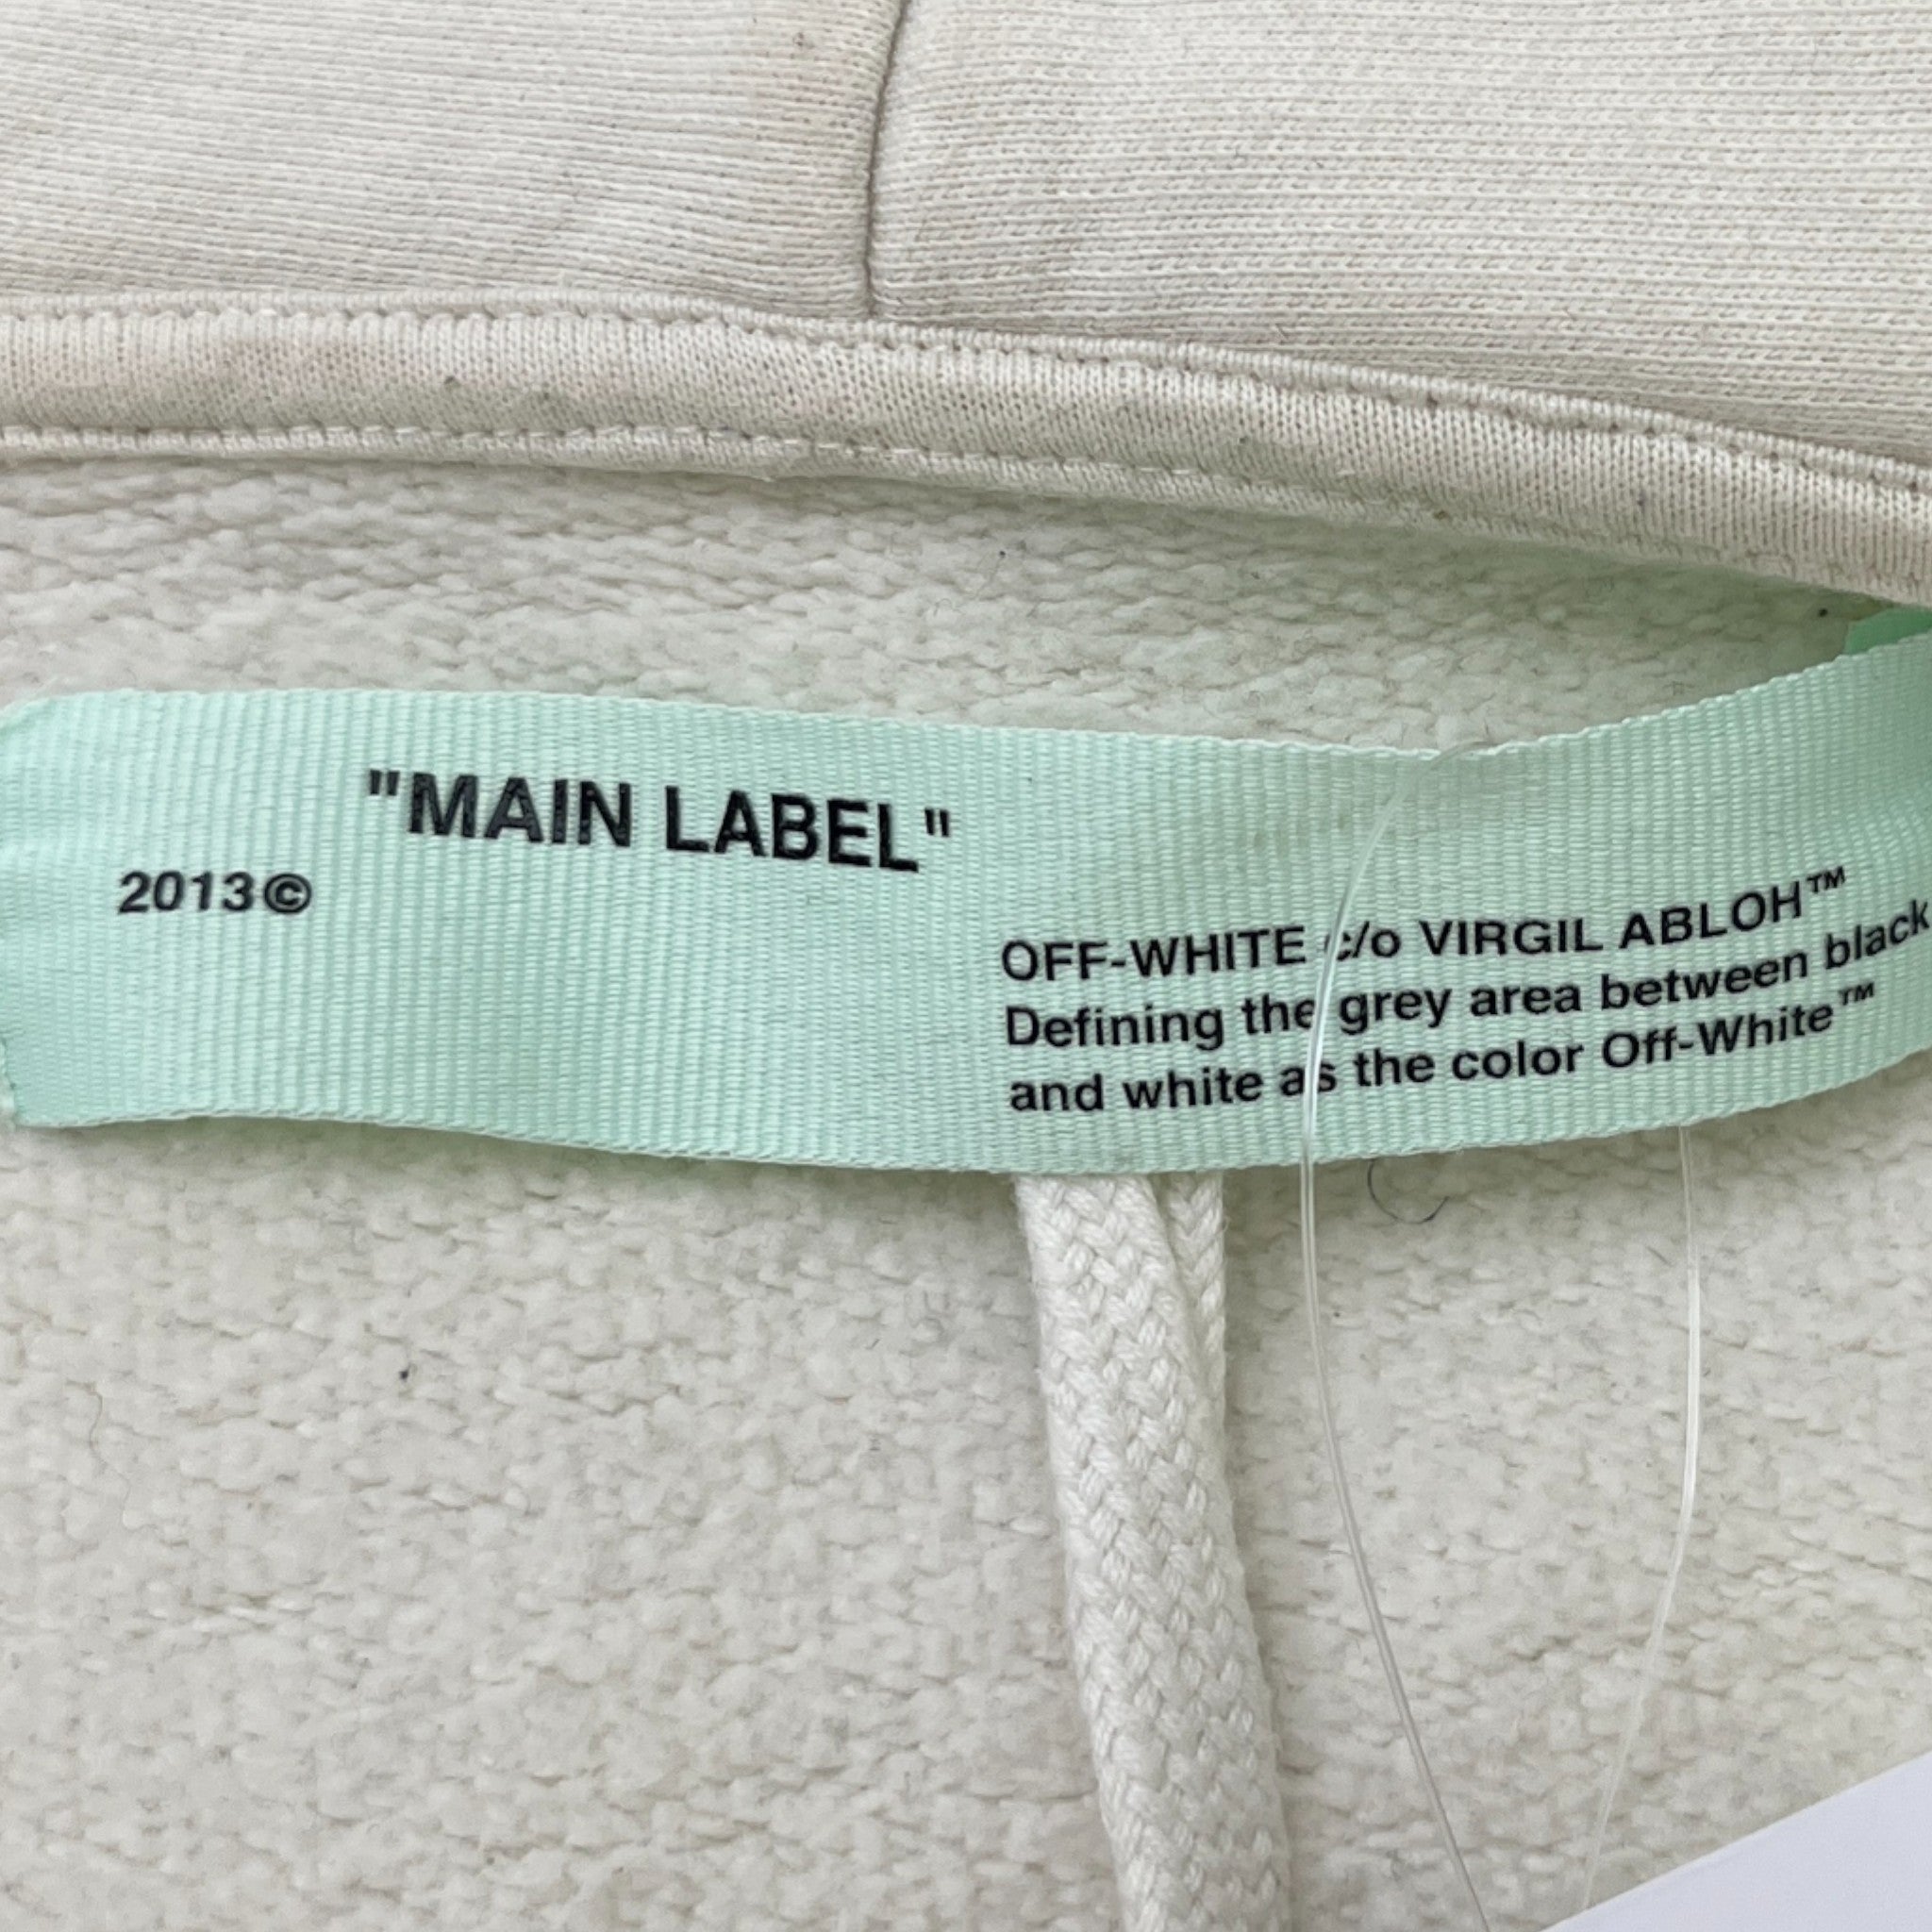 "MAIN LABEL"
2013©
OFF-WHITE c/o VIRGIL ABLOH™
Defining the grey area between black
and white as the color Off-White™